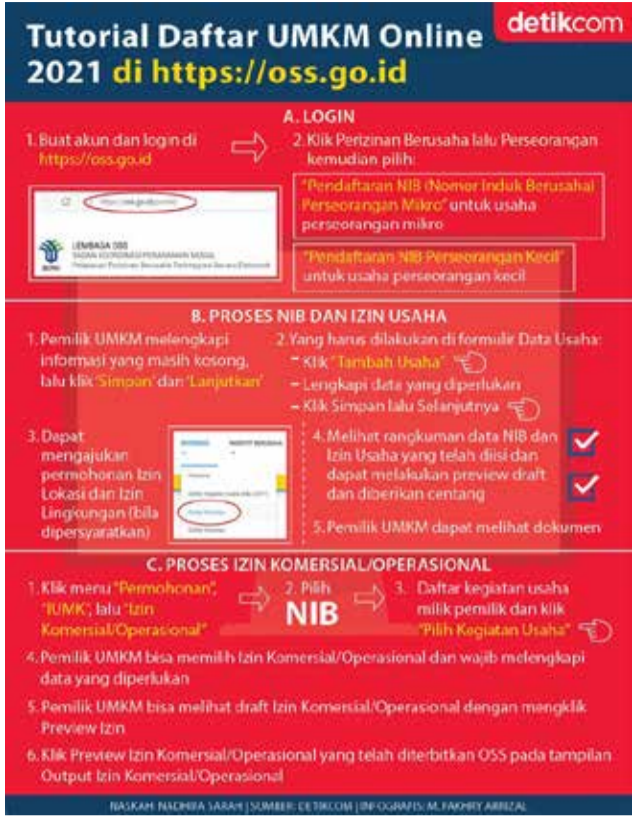 detikcom
Tutorial Daftar UMKM Online
2021 di https://oss.go.id
A. LOGIN
1. Buat akun dan login di
https://oss.go.id
2. Klik Perizinan Berusaha lalu Perseorangan
kemudian pilih:
"Pendaftaran NIB (Nomor Induk Berusaha)
Perseorangan Mikro" untuk usaha
perseorangan mikro
"Pendaftaran NIB Perseorangan Kecil"
untuk usaha perseorangan kecil
LEMBAGA OSS
B. PROSES NIB DAN IZIN USAHA
1. Pemilik UMKM melengkapi
informasi yang masih kosong,
lalu klik 'Simpan' dan 'Lanjutkan'
2. Yang harus dilakukan di formulir Data Usaha:
- Klik "Tambah Usaha"
- Lengkapi data yang diperlukan
- Klik Simpan lalu Selanjutnya
3. Dapat
mengajukan
permohonan Izin
Lokasi dan Izin
Lingkungan (bila
dipersyaratkan)
4. Melihat rangkuman data NIB dan
Izin Usaha yang telah diisi dan
dapat melakukan preview draft
dan diberikan centang
5. Pemilik UMKM dapat melihat dokumen
C. PROSES IZIN KOMERSIAL/OPERASIONAL
1. Klik menu "Permohonan",
"IUMK", lalu "Izin
Komersial/Operasional"
2. Pilih
NIB
3. Daftar kegiatan usaha
milik pemilik dan klik
"Pilih Kegiatan Usaha"
4. Pemilik UMKM bisa memilih Izin Komersial/Operasional dan wajib melengkapi
data yang diperlukan
5. Pemilik UMKM bisa melihat draft Izin Komersial/Operasional dengan mengklik
Preview Izin
6. Klik Preview Izin Komersial/Operasional yang telah diterbitkan OSS pada tampilan
Output Izin Komersial/Operasional
NASKAH: NADHIFA SARAH | SUMBER: DETIKCOM | INFOGRAFIS: M. FAKHRY ARRIZAL